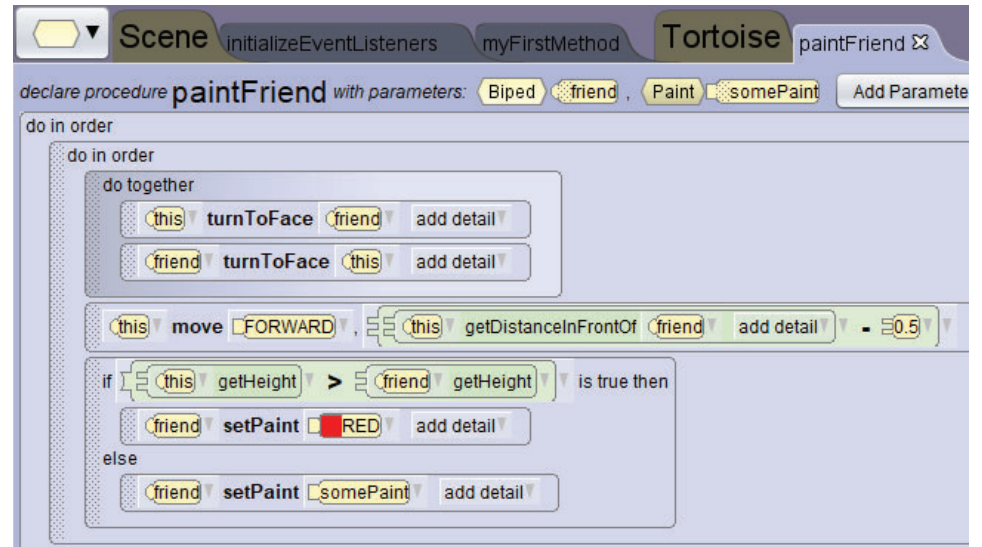 Scene initializeEventListeners myFirstMethod Tortoise paintFriend
declare procedure paintFriend with parameters: Biped friend , Paint somePaint Add Paramete
do in order
do in order
do together
this turnToFace friend add detail
friend turnToFace this add detail
this move FORWARD , this getDistanceInFrontOf friend add detail - 0.5
if this getHeight > friend getHeight is true then
friend setPaint RED add detail
else
friend setPaint somePaint add detail